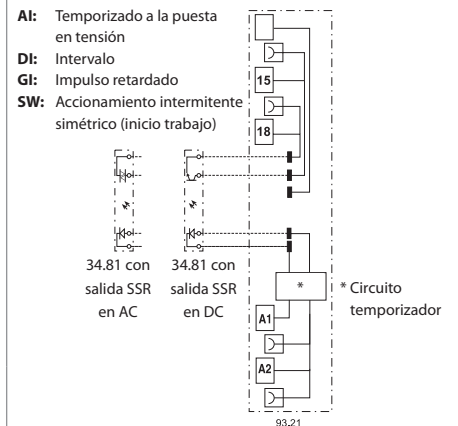 AI: Temporizado a la puesta
en tensión
DI: Intervalo
GI: Impulso retardado
SW: Accionamiento intermitente
simétrico (inicio trabajo)
15
18
34.81 con
salida SSR
en AC
34.81 con
salida SSR
en DC
*
* Circuito
temporizador
A1
A2
93.21